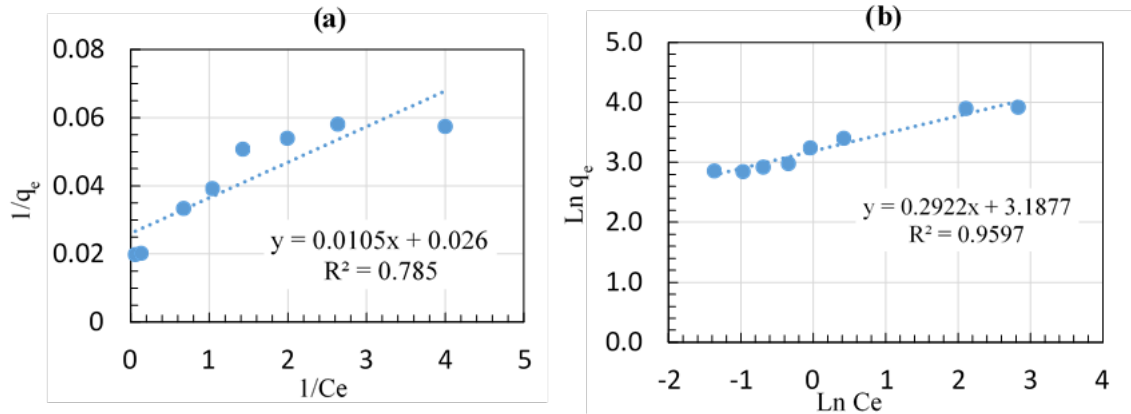 (a)
0.08
0.06
0.04
0.02
0
1/qe
y = 0.0105x + 0.026
R² = 0.785
0 1 2 3 4 5
1/Ce
(b)
5.0
4.0
3.0
2.0
1.0
0.0
Ln qe
y = 0.2922x + 3.1877
R² = 0.9597
-2 -1 0 1 2 3 4
Ln Ce